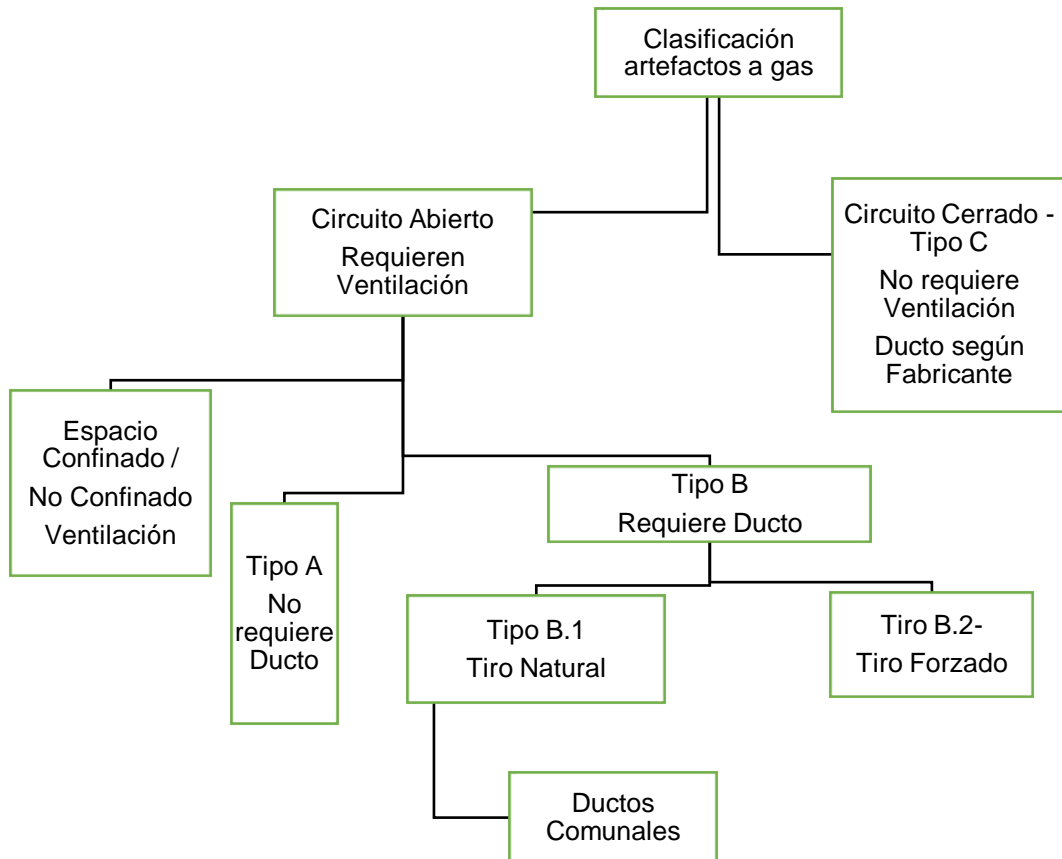 Clasificación
artefactos a gas
Circuito Abierto
Requieren
Ventilación
Circuito Cerrado -
Tipo C
No requiere
Ventilación
Ducto según
Fabricante
Espacio
Confinado /
No Confinado
Ventilación
Tipo A
No
requiere
Ducto
Tipo B
Requiere Ducto
Tipo B.1
Tiro Natural
Tiro B.2-
Tiro Forzado
Ductos
Comunales